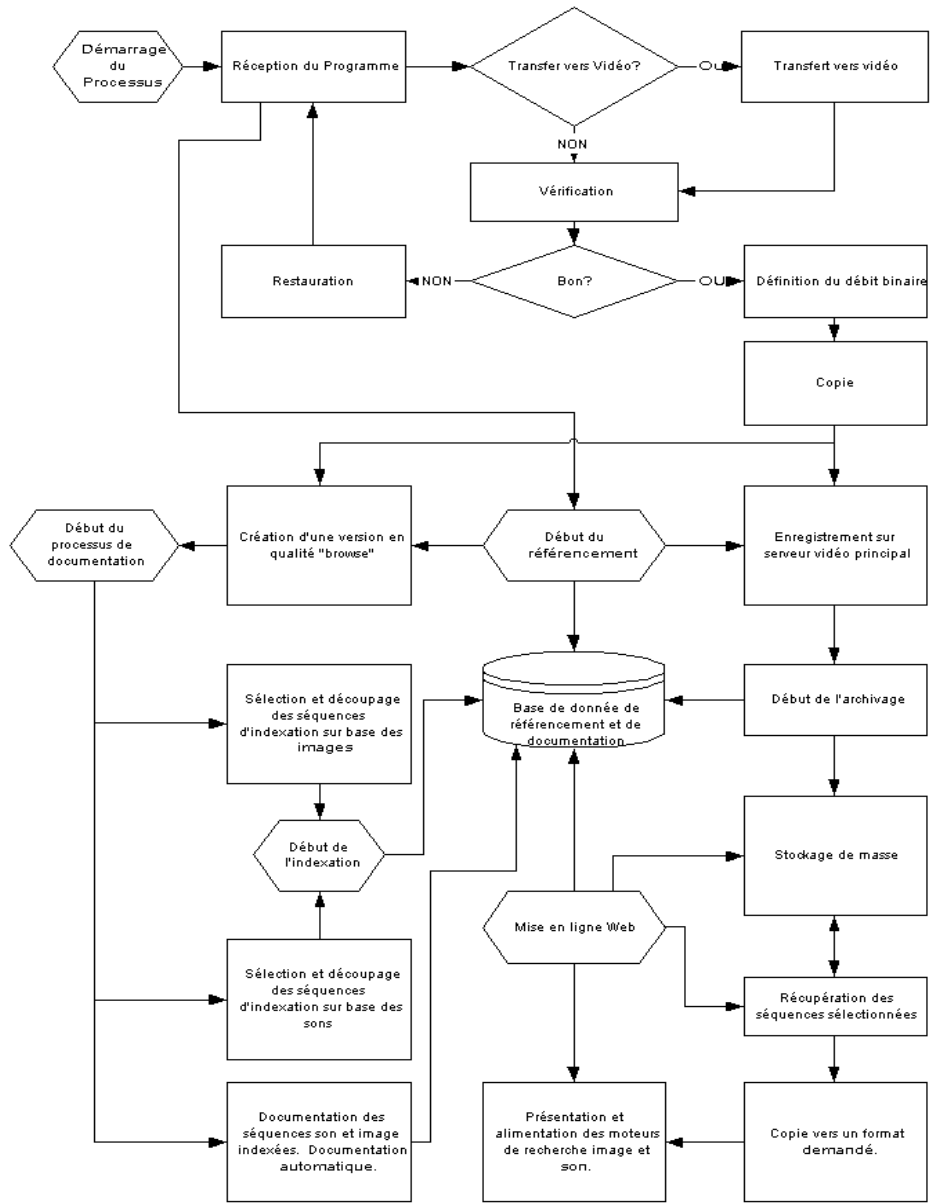 Démarrage
du
Processus
Réception du Programme
Transfer vers Vidéo?
OU
Transfert vers vidéo
NON
Vérification
Restauration
NON
Bon?
OU
Définition du débit binaire
Copie
Début du
processus de
documentation
Création d'une version en
qualité "browse"
Début du
référencement
Enregistrement sur
serveur vidéo principal
Sélection et découpage
des séquences
d'indexation sur base des
images
Base de donnée de
référencement et de
documentation
Début de l'archivage
Début de
l'indexation
Stockage de masse
Mise en ligne Web
Sélection et découpage
des séquences
d'indexation sur base des
sons
Récupération des
séquences sélectionnées
Documentation des
séquences son et image
indexées. Documentation
automatique.
Présentation et
alimentation des moteurs
de recherche image et
son.
Copie vers un format
demandé.